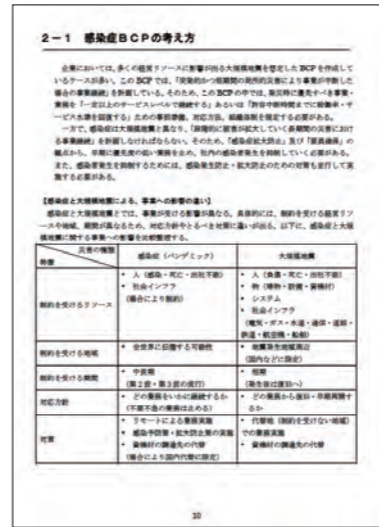 2-1 感染症BCPの考え方
企業においては、多くの経営リソースに影響が出る大規模地震を想定したBCPを作成して
いるケースが多い。このBCPでは、「突発的かつ短期間の局所的災害により事業が中断した
場合の事業継続」を計画している。そのため、このBCPの中では、発災時に優先すべき事業・
業務を「一定以上のサービスレベルで継続する」あるいは「許容中断時間までに稼働率・サ
ービス水準を回復する」ための事前準備、対応方法、組織体制を規定する必要がある。
一方で、感染症は大規模地震と異なり、「段階的に被害が拡大していく長期間の災害におけ
る事業継続」を計画しなければならない。そのため、「感染症拡大防止」及び「要員確保」の
観点から、早期に優先度の低い業務を止め、社内の感染者発生を抑制していく必要がある。
また、感染者発生を抑制するためには、感染発生防止・拡大防止のための対策も並行して実
施する必要がある。
【感染症と大規模地震による、事業への影響の違い】
感染症と大規模地震とでは、事業が受ける影響が異なる。具体的には、制約を受ける経営リソ
ースや地域、期間が異なるため、対応方針やとるべき対策に違いが出る。以下に、感染症と大規
模地震に関する事業への影響を比較整理する。
災害の種類
特徴
感染症(パンデミック)
大規模地震
制約を受けるリソース
・人(感染・死亡・出社不能)
・社会インフラ
(場合により制約)
・人(負傷・死亡・出社不能)
・物(建物・設備・資機材)
・システム
・社会インフラ
(電気・ガス・水道・通信・道路・
鉄道・航空機・船舶)
制約を受ける地域
・全世界に伝播する可能性
・地震発生地域周辺
(国内などに限定)
制約を受ける期間
・中長期
(第2波・第3波の流行)
・短期
(発生後は復旧へ)
対応方針
・どの業務をいかに継続するか
(不要不急の業務は止める)
・どの業務から復旧・早期再開す
るか
対策
・リモートによる業務実施
・感染予防策・拡大防止策の実施
・資機材の調達先の代替
(場合により国内代替に限定)
・代替地(制約を受けない地域)
での業務実施
・資機材の調達先の代替
10